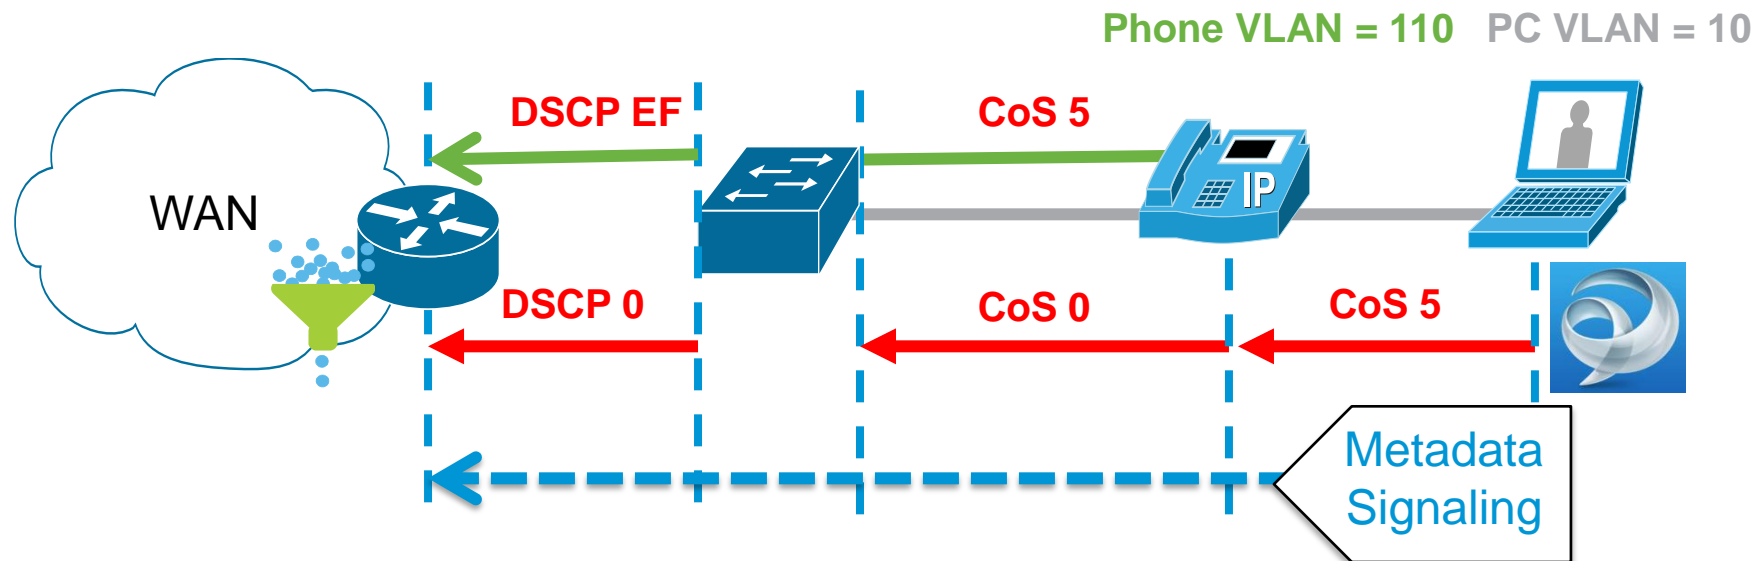 Phone VLAN = 110 PC VLAN = 10
DSCP EF
CoS 5
WAN
IP
DSCP 0
CoS 0
CoS 5
Metadata
Signaling